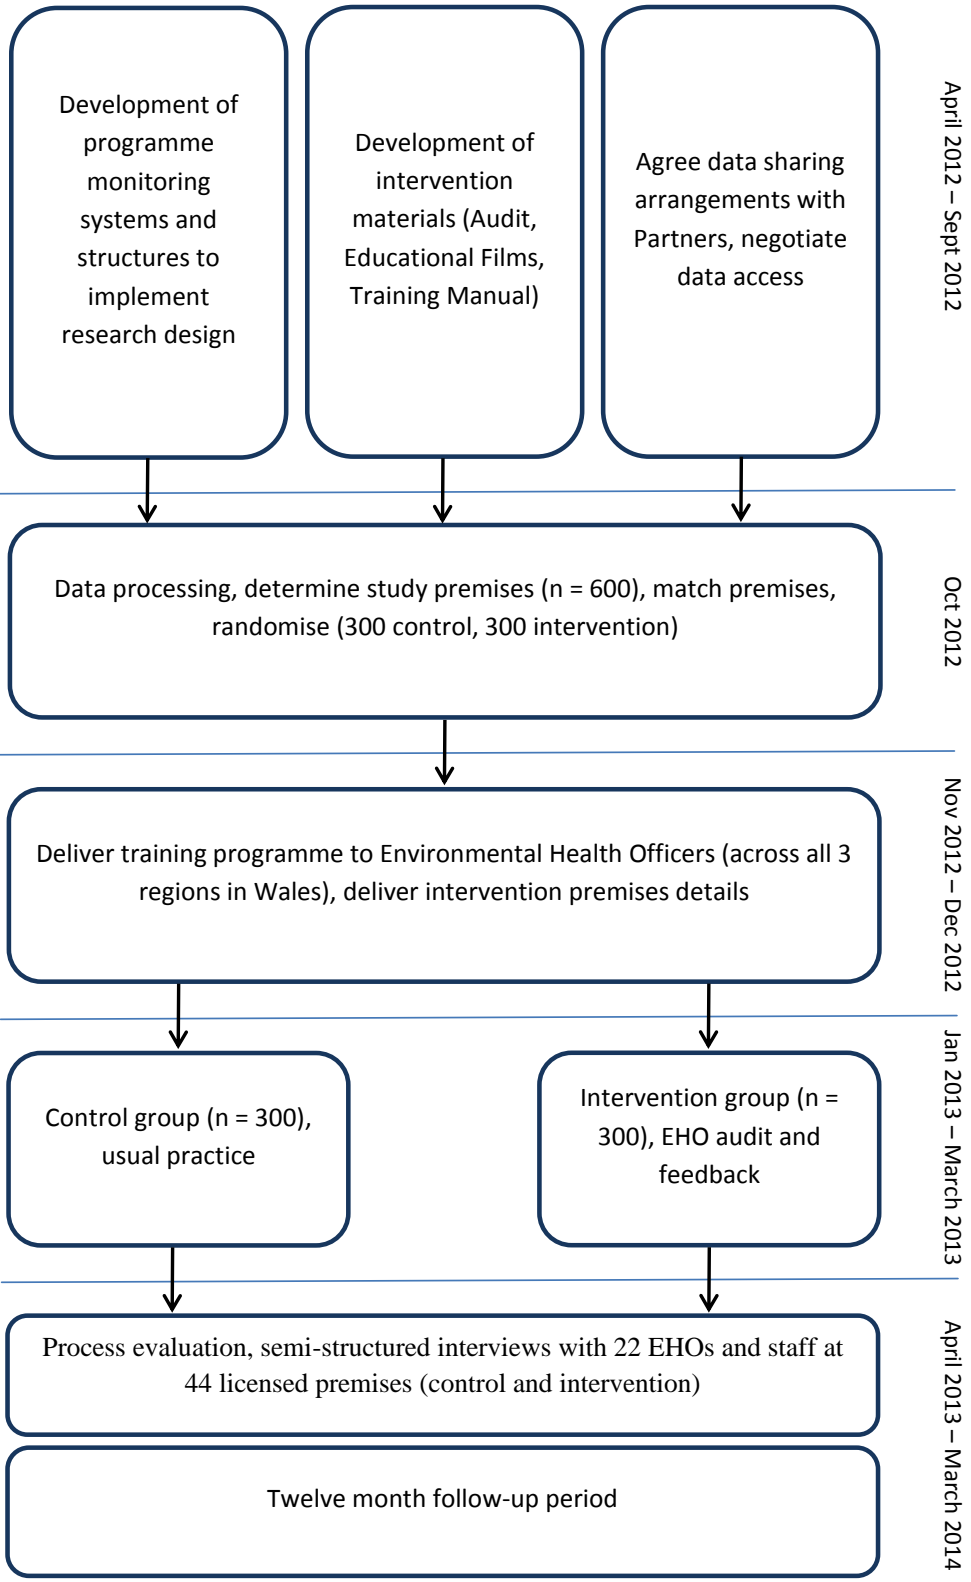 Development of
programme
monitoring
systems and
structures to
implement
research design
Development of
intervention
materials (Audit,
Educational Films,
Training Manual)
Agree data sharing
arrangements with
Partners, negotiate
data access
April 2012 – Sept 2012
Data processing, determine study premises (n = 600), match premises,
randomise (300 control, 300 intervention)
Oct 2012
Deliver training programme to Environmental Health Officers (across all 3
regions in Wales), deliver intervention premises details
Nov 2012 – Dec 2012
Control group (n = 300),
usual practice
Intervention group (n =
300), EHO audit and
feedback
Jan 2013 – March 2013
Process evaluation, semi-structured interviews with 22 EHOs and staff at
44 licensed premises (control and intervention)
Twelve month follow-up period
April 2013 – March 2014